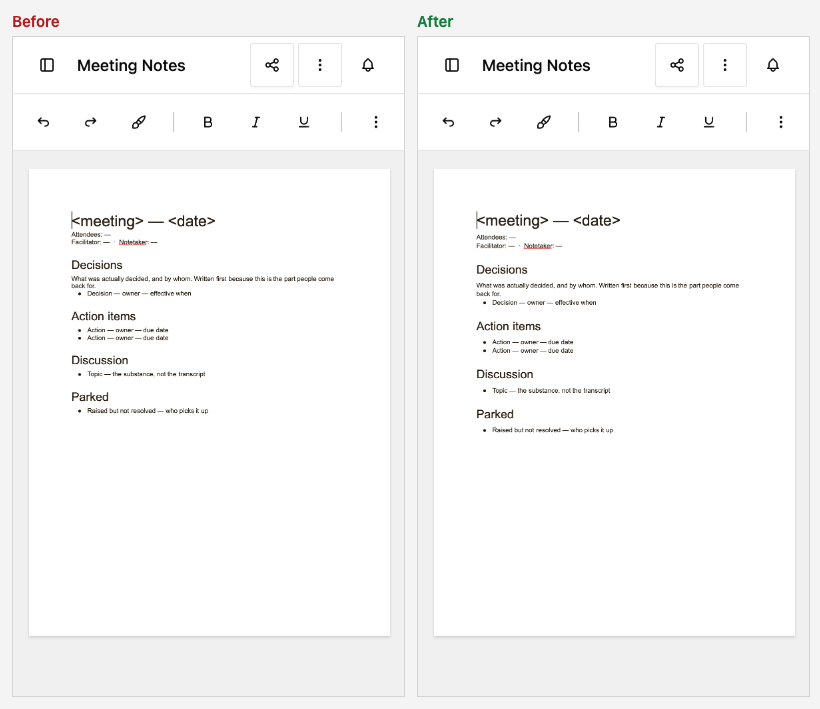 Before
Meeting Notes
B I U
<meeting> — <date>
Attendees: —
Facilitator: — · Notetaker: —
Decisions
What was actually decided, and by whom. Written first because this is the part people come
back for.
• Decision — owner — effective when
Action items
• Action — owner — due date
• Action — owner — due date
Discussion
• Topic — the substance, not the transcript
Parked
• Raised but not resolved — who picks it up
After
Meeting Notes
B I U
<meeting> — <date>
Attendees: —
Facilitator: — · Notetaker: —
Decisions
What was actually decided, and by whom. Written first because this is the part people come
back for.
• Decision — owner — effective when
Action items
• Action — owner — due date
• Action — owner — due date
Discussion
• Topic — the substance, not the transcript
Parked
• Raised but not resolved — who picks it up